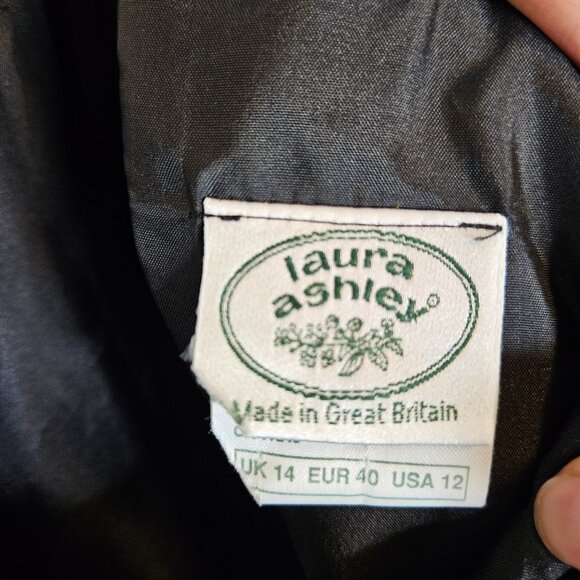 laura
ashley®
Made in Great Britain
UK 14 EUR 40 USA 12